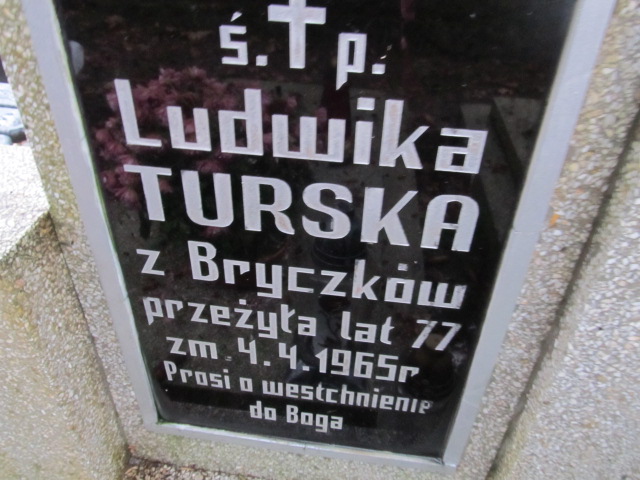 ś. p.
Ludwika
TURSKA
z Bryczków
przeżyła lat 77
zm. 4.4.1965r
Prosi o westchnienie
do Boga